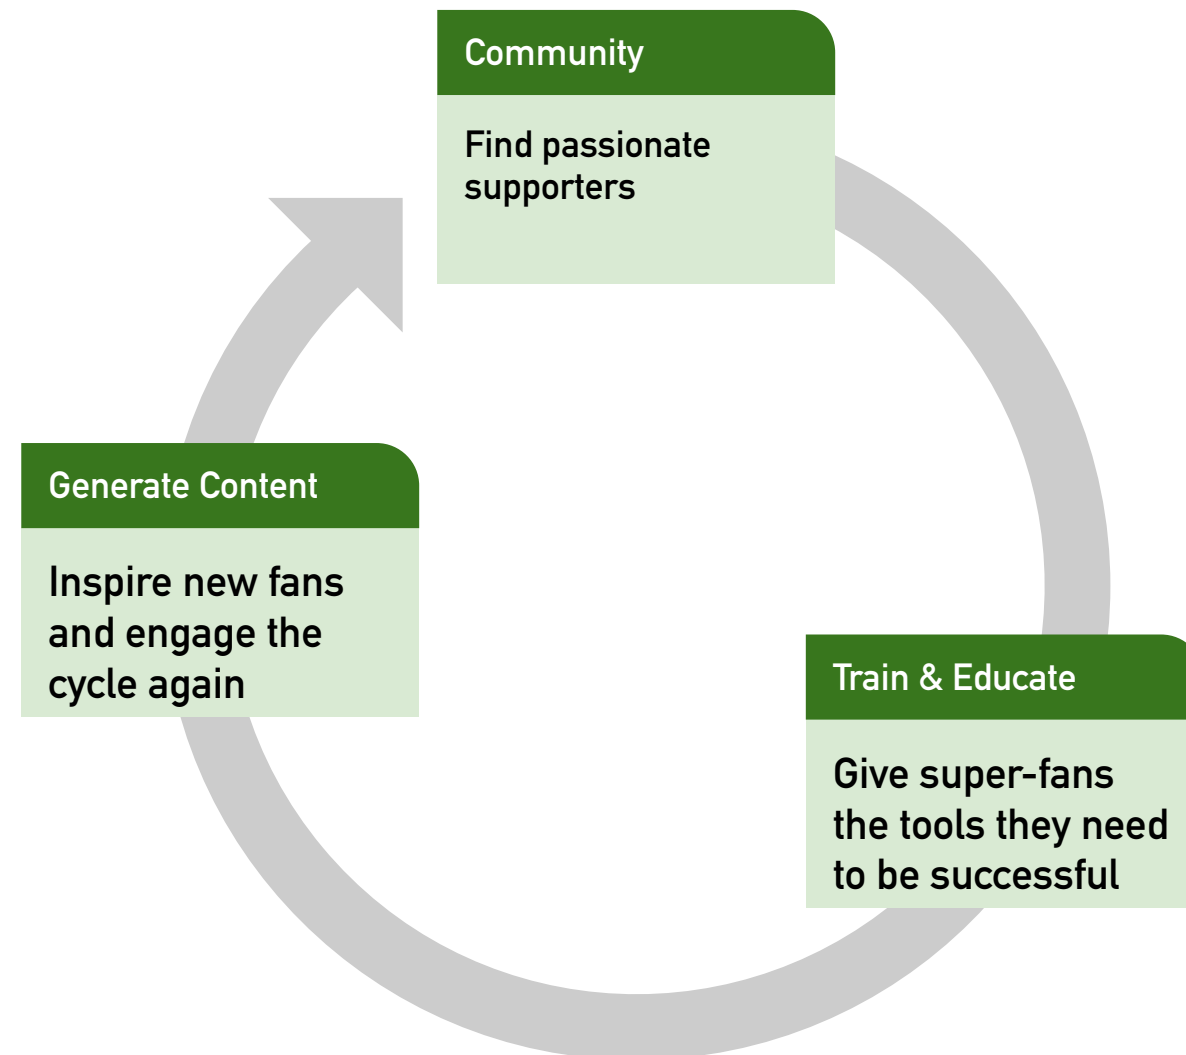 Community
Find passionate
supporters
Train & Educate
Give super-fans
the tools they need
to be successful
Generate Content
Inspire new fans
and engage the
cycle again